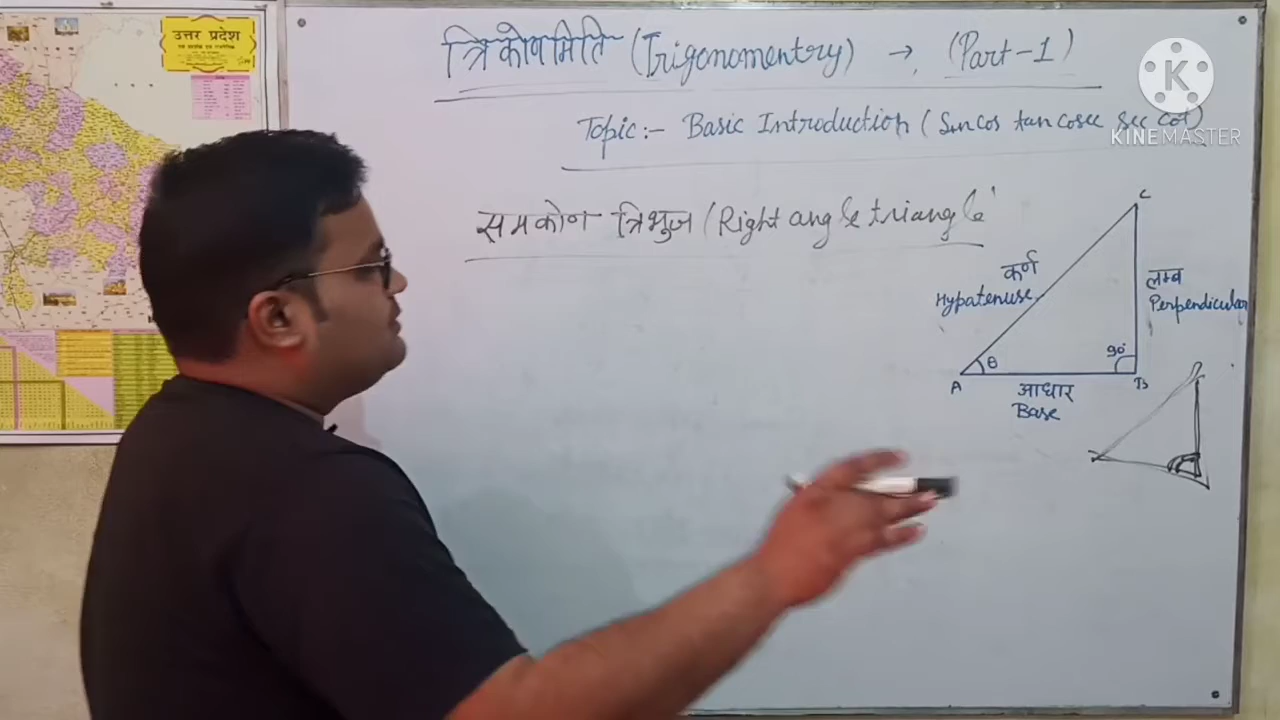 उत्तर प्रदेश
त्रिकोणमिति (Trigonomentry) → (Part-1)
Topic:- Basic Introduction (Sin cos tan cosec sec cot)
K
KINEMASTER
समकोण त्रिभुज (Right angle triangle
C
कर्ण
Hypatenuse
लम्ब
Perpendicular
θ
90°
A
B
आधार
Base